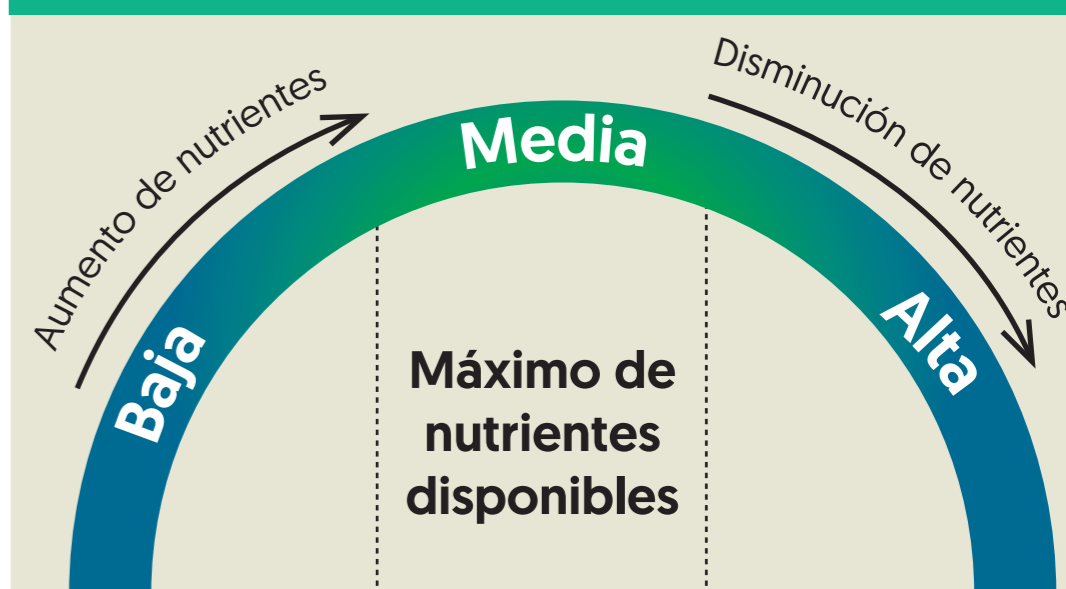 Aumento de nutrientes
Disminución de nutrientes
Baja
Media
Alta
Máximo de
nutrientes
disponibles